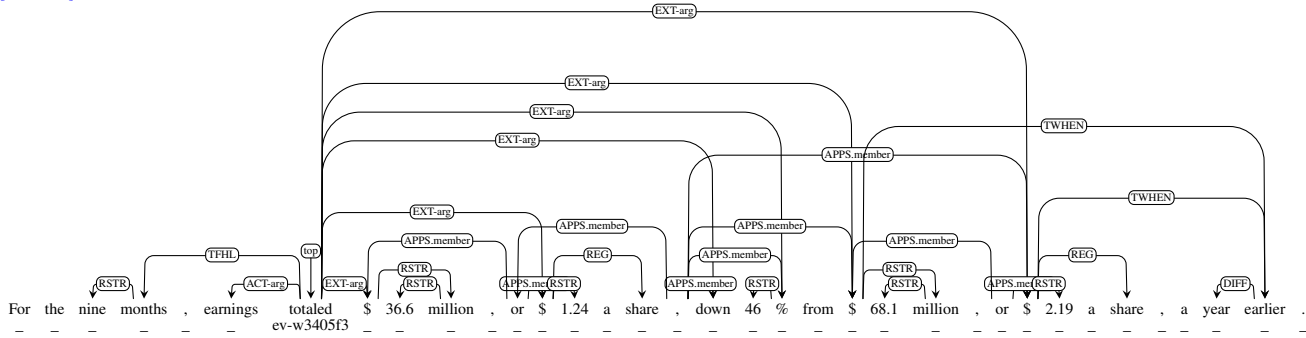 EXT-arg
EXT-arg
EXT-arg
TWHEN
EXT-arg
APPS.member
TWHEN
EXT-arg
APPS.member APPS.member
TFHL top APPS.member REG APPS.member APPS.member REG
RSTR RSTR
RSTR ACT-arg EXT-arg RSTR RSTR APPS.member RSTR RSTR RSTR DIFF
For the nine months , earnings totaled $ 36.6 million , or $ 1.24 a share , down 46 % from $ 68.1 million , or $ 2.19 a share , a year earlier .
_ _ _ _ _ _ ev-w3405f3 _ _ _ _ _ _ _ _ _ _ _ _ _ _ _ _ _ _ _ _ _ _ _ _ _ _ _ _